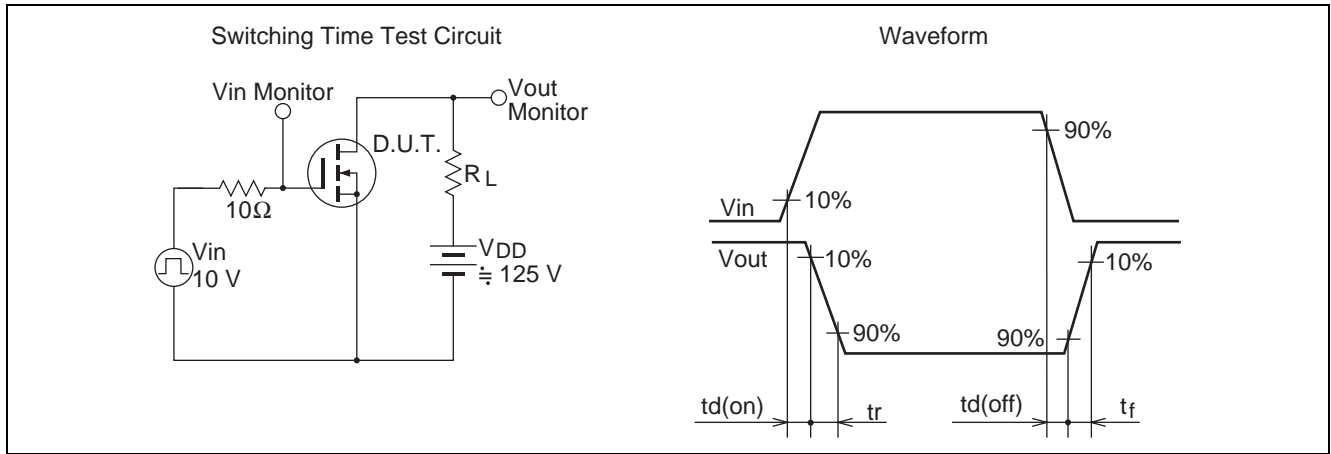 Switching Time Test Circuit
Vin Monitor
Vout
Monitor
D.U.T.
RL
10Ω
Vin
10 V
VDD
≒ 125 V
Waveform
90%
10%
Vin
Vout
10%
10%
90%
90%
td(on)
tr
td(off)
tf